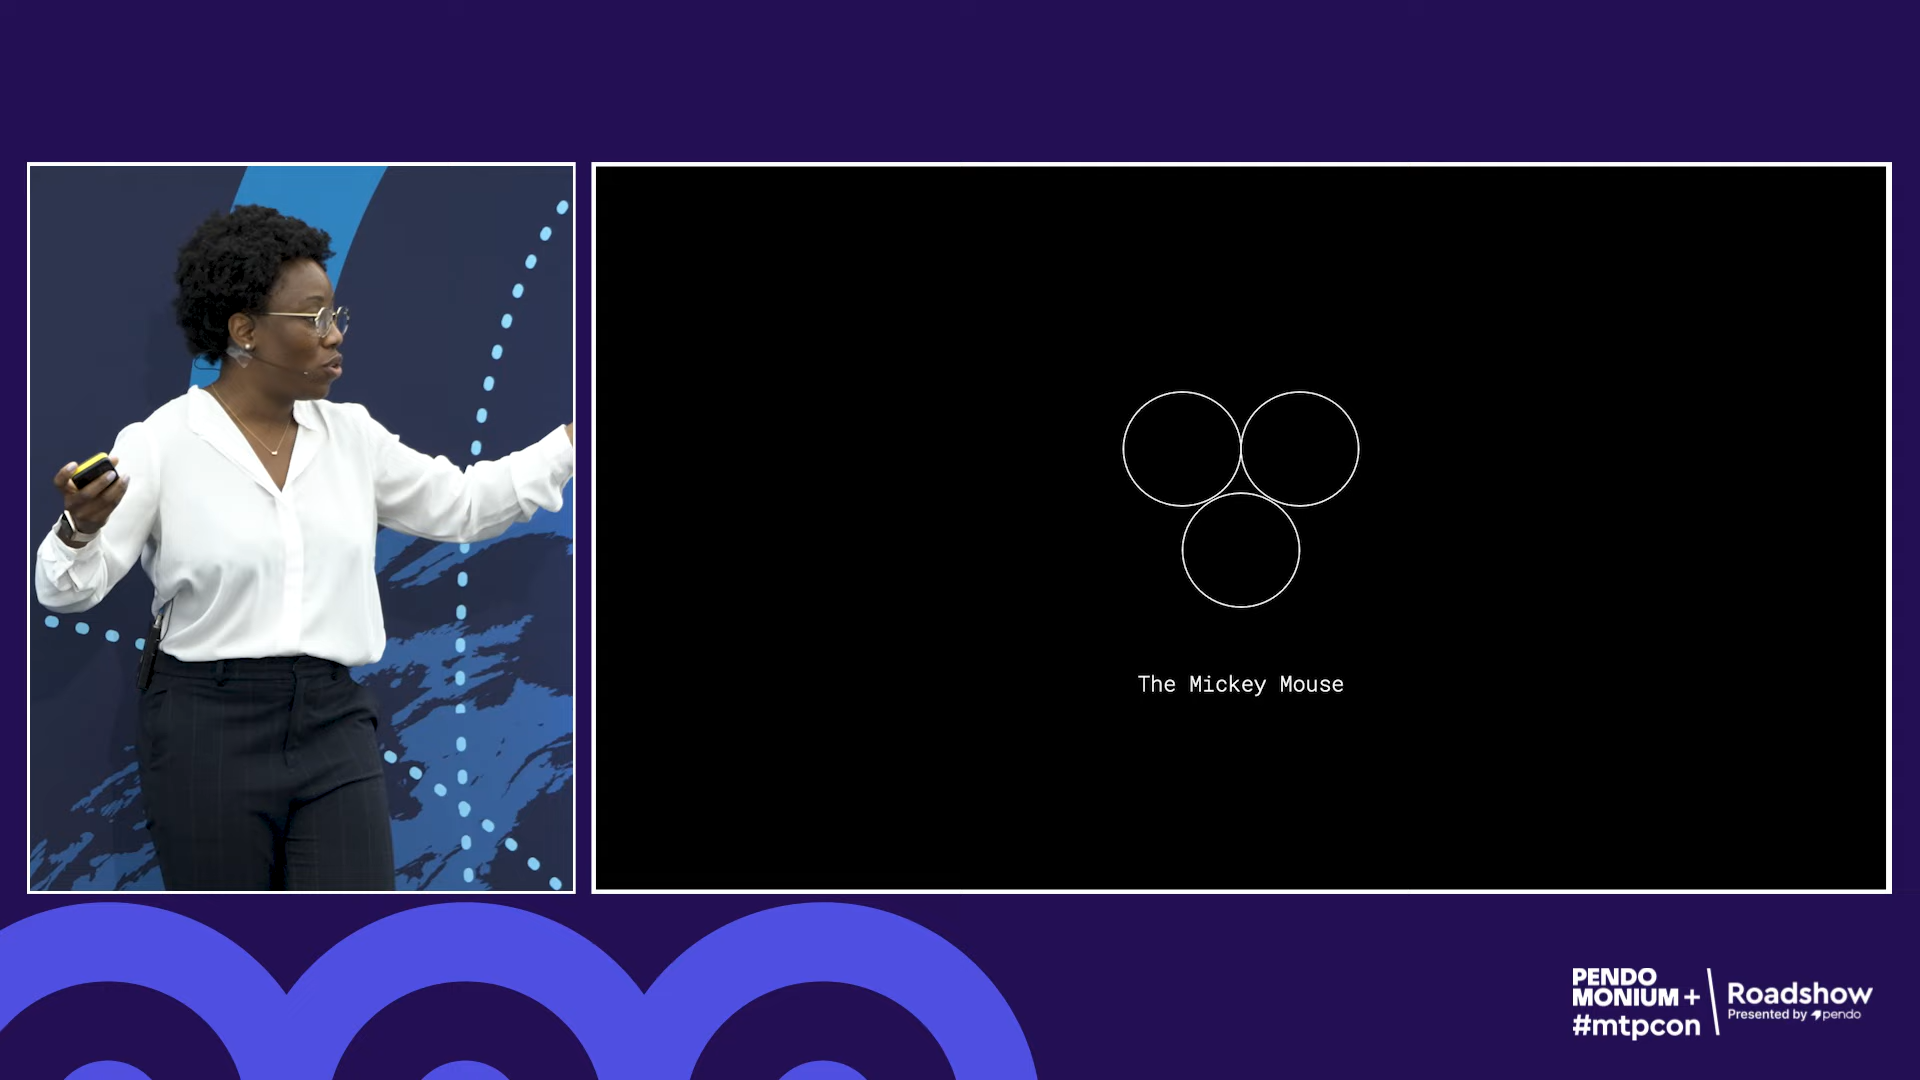 The Mickey Mouse
PENDO
MONIUM+
#mtpcon
Roadshow
Presented by pendo